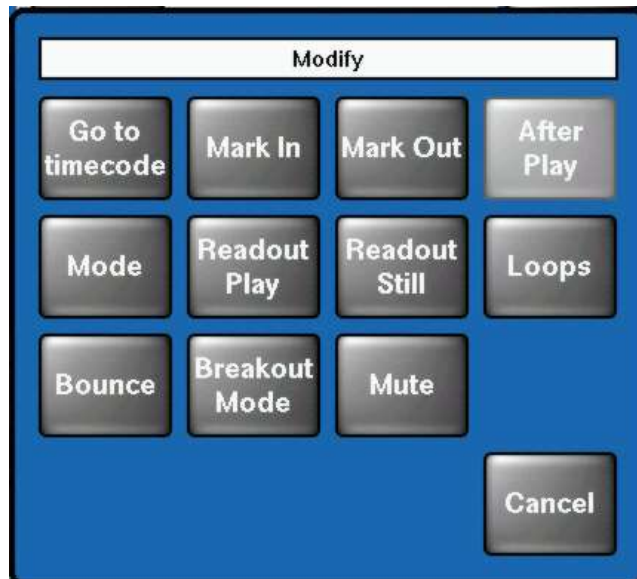 Modify
Go to
timecode
Mark In
Mark Out
After
Play
Mode
Readout
Play
Readout
Still
Loops
Bounce
Breakout
Mode
Mute
Cancel